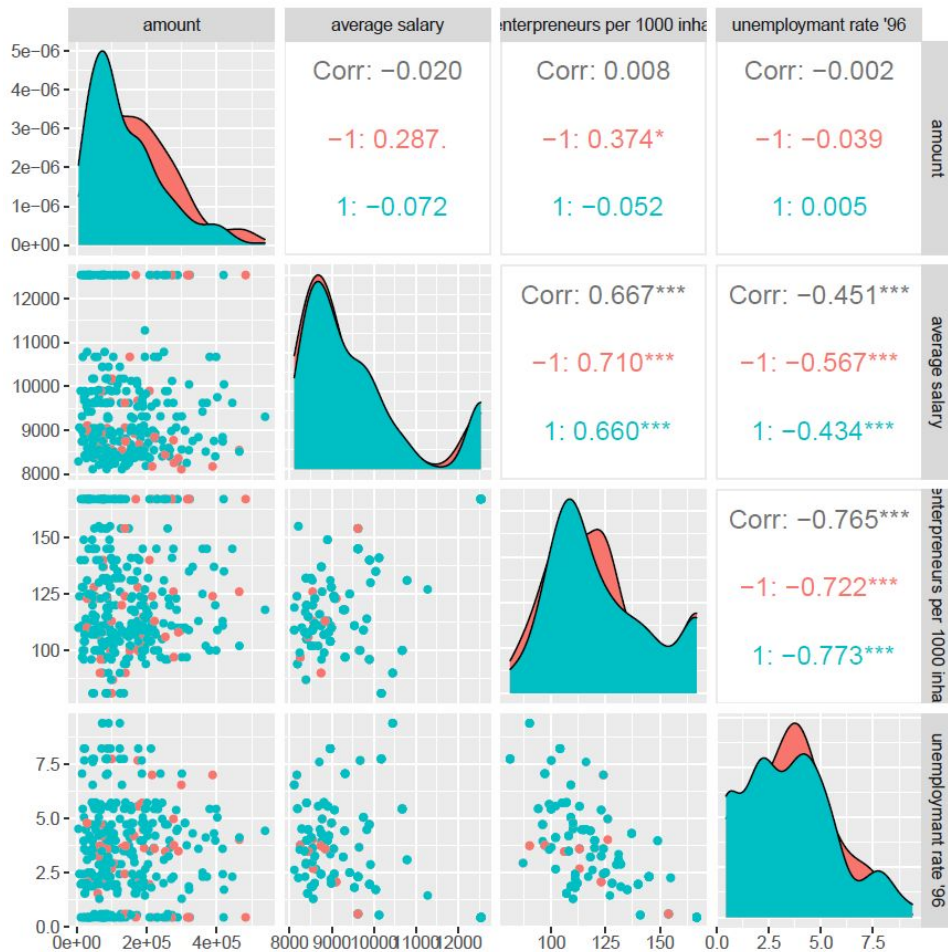 amount average salary enterpreneurs per 1000 inha unemploymant rate '96
5e−06
4e−06
3e−06
2e−06
1e−06
0e+00
Corr: −0.020 Corr: 0.008 Corr: −0.002
−1: 0.287. −1: 0.374* −1: −0.039
1: −0.072 1: −0.052 1: 0.005
amount
12000
11000
10000
9000
8000
Corr: 0.667*** Corr: −0.451***
−1: 0.710*** −1: −0.567***
1: 0.660*** 1: −0.434***
average salary
150
125
100
Corr: −0.765***
−1: −0.722***
1: −0.773***
enterpreneurs per 1000 inha
7.5
5.0
2.5
0.0
unemploymant rate '96
0e+00 2e+05 4e+05 8000 9000 10000 11000 12000 100 125 150 0.0 2.5 5.0 7.5